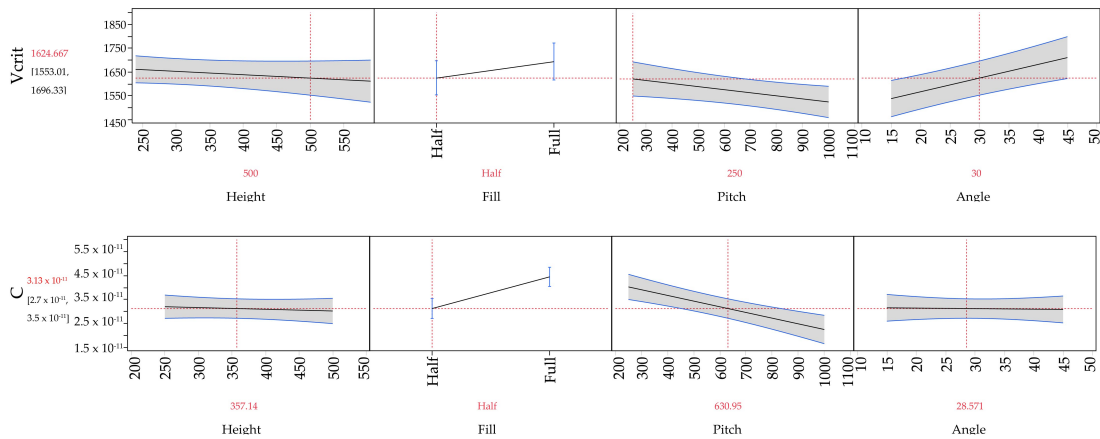 Vcrit
1624.667
[1553.01,
1696.33]
1850
1750
1650
1550
1450
250 300 350 400 450 500 550
Half Full
200 300 400 500 600 700 800 900 1000 1100
10 15 20 25 30 35 40 45 50
500 Half 250 30
Height Fill Pitch Angle
C
3.13 x 10⁻¹¹
[2.7 x 10⁻¹¹,
3.5 x 10⁻¹¹]
5.5 x 10⁻¹¹
4.5 x 10⁻¹¹
3.5 x 10⁻¹¹
2.5 x 10⁻¹¹
1.5 x 10⁻¹¹
200 250 300 350 400 450 500 550
Half Full
200 300 400 500 600 700 800 900 1000 1100
10 15 20 25 30 35 40 45 50
357.14 Half 630.95 28.571
Height Fill Pitch Angle